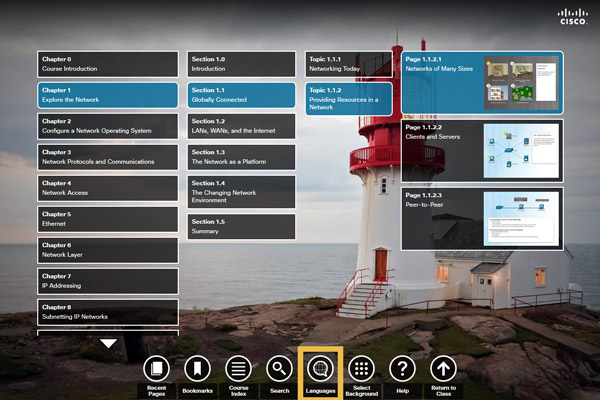 CISCO.
Chapter 0
Course Introduction
Chapter 1
Explore the Network
Chapter 2
Configure a Network Operating System
Chapter 3
Network Protocols and Communications
Chapter 4
Network Access
Chapter 5
Ethernet
Chapter 6
Network Layer
Chapter 7
IP Addressing
Chapter 8
Subnetting IP Networks
Section 1.0
Introduction
Section 1.1
Globally Connected
Section 1.2
LANs, WANs, and the Internet
Section 1.3
The Network as a Platform
Section 1.4
The Changing Network
Environment
Section 1.5
Summary
Topic 1.1.1
Networking Today
Topic 1.1.2
Providing Resources in a
Network
Page 1.1.2.1
Networks of Many Sizes
Page 1.1.2.2
Clients and Servers
Page 1.1.2.3
Peer-to-Peer
Recent
Pages
Bookmarks
Course
Index
Search
Languages
Select
Background
Help
Return to
Class